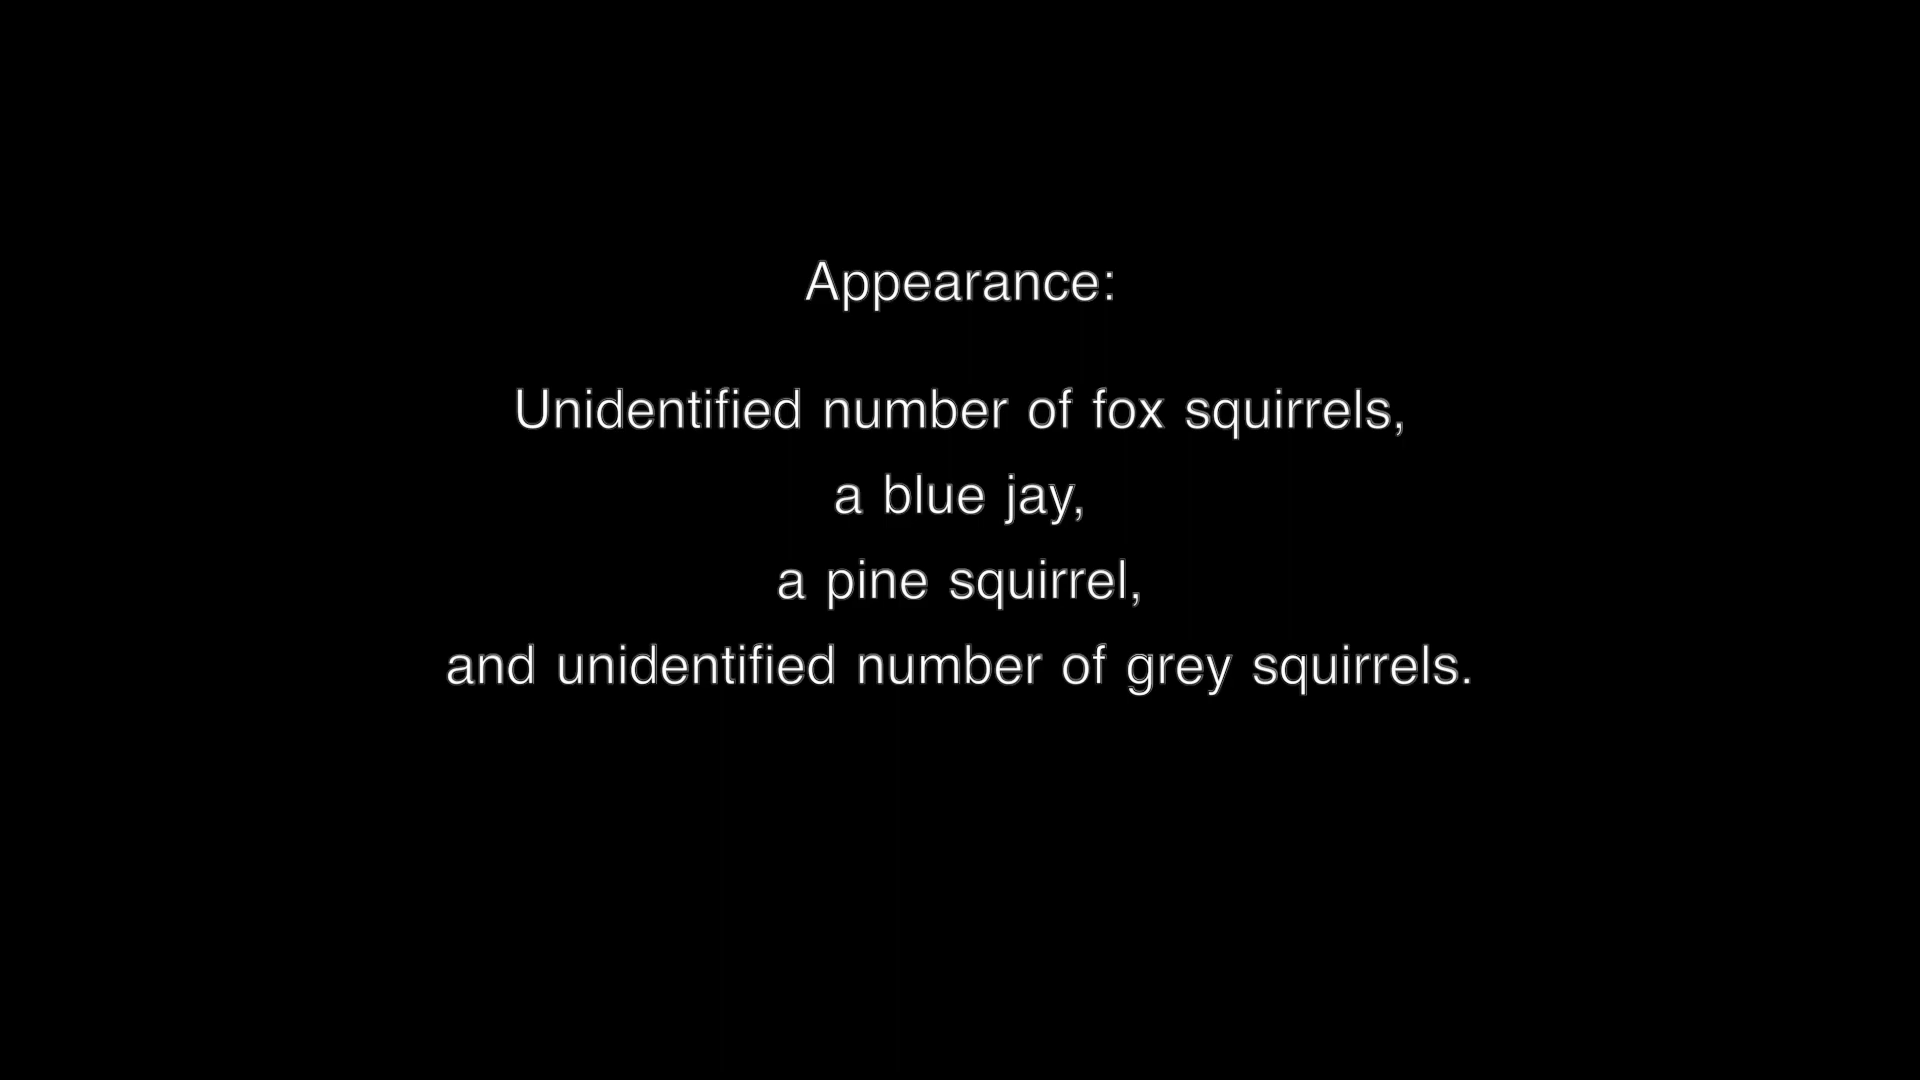 Appearance:
Unidentified number of fox squirrels,
a blue jay,
a pine squirrel,
and unidentified number of grey squirrels.